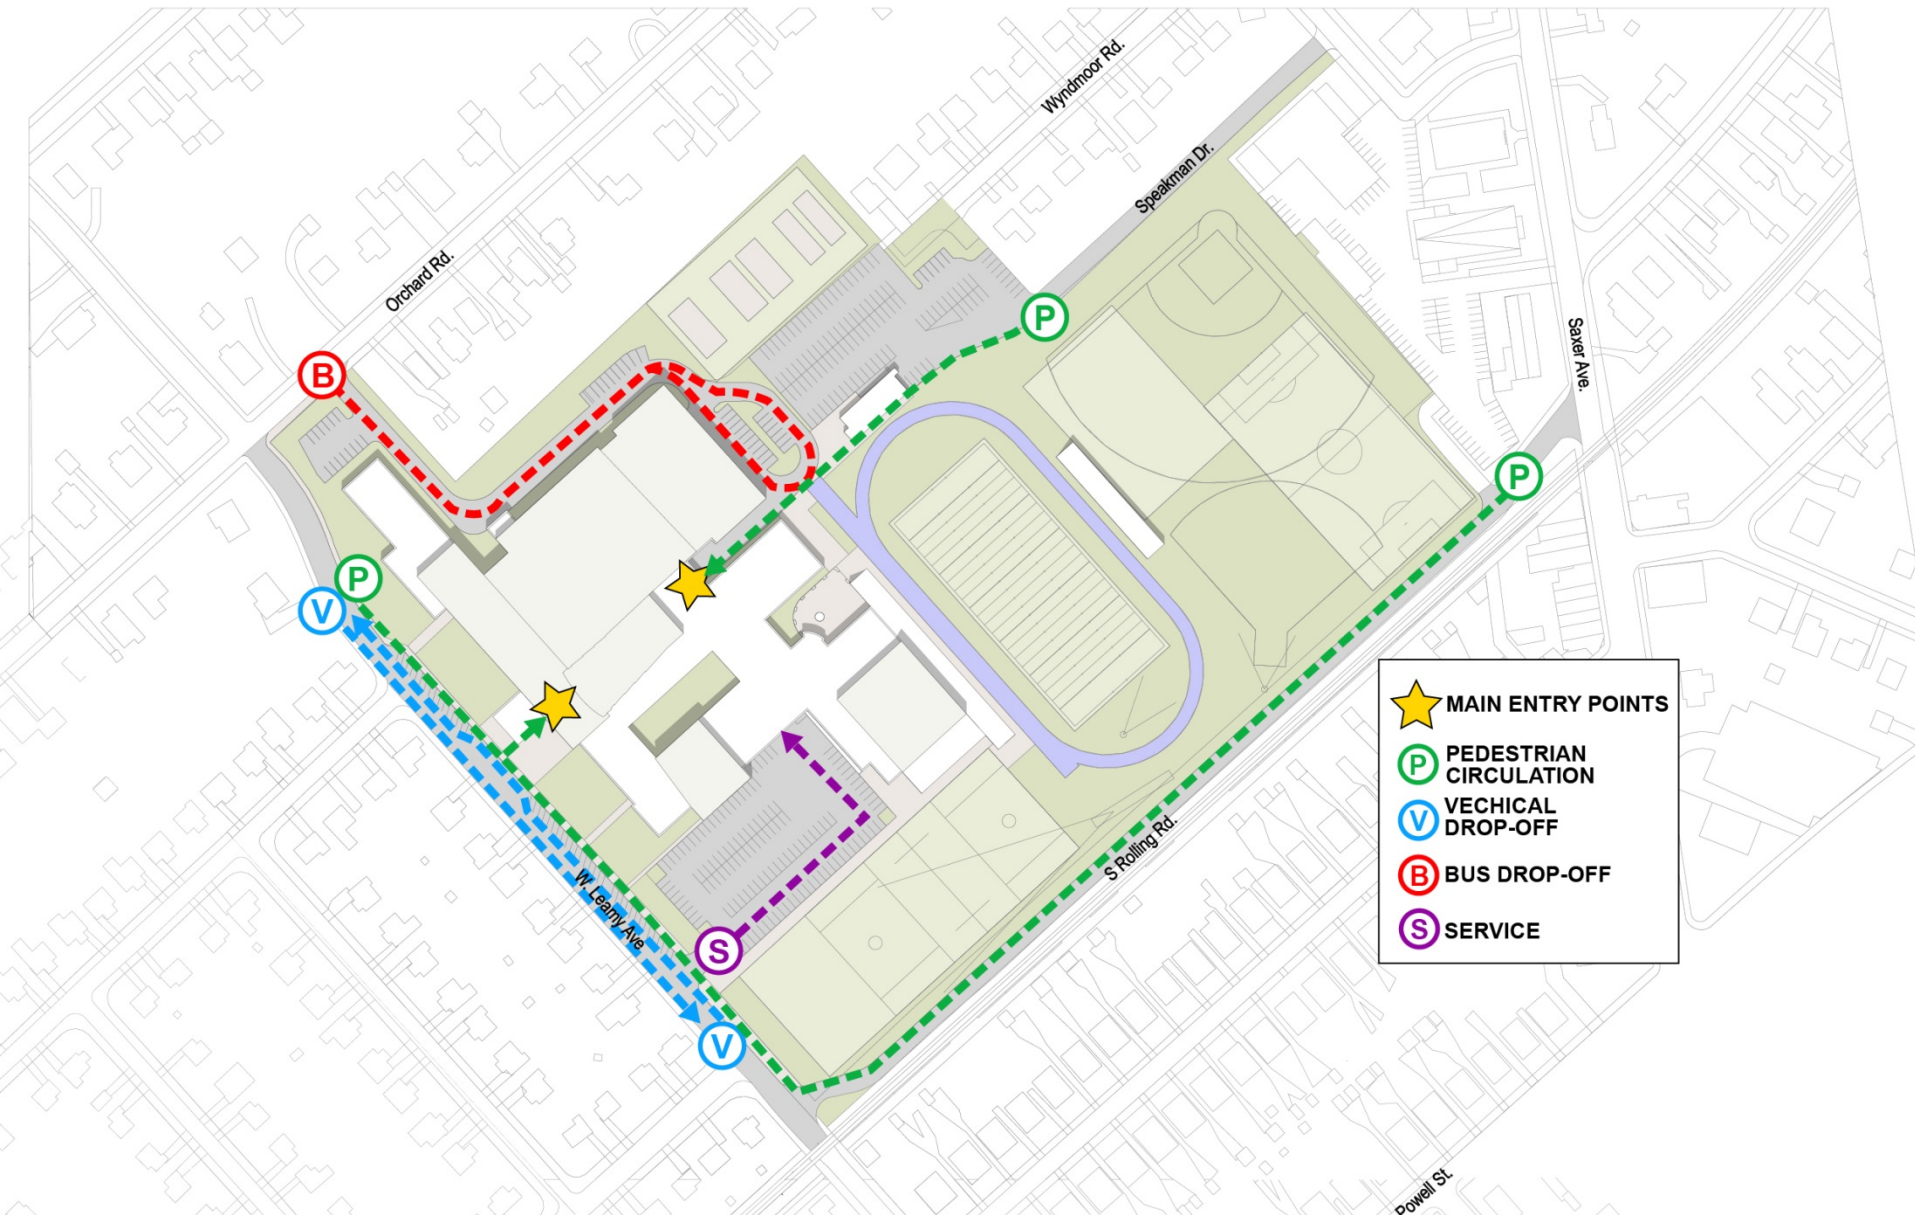 Wyndmoor Rd.
Speakman Dr.
Orchard Rd.
Saxer Ave.
B
P
P
P
V
S
V
W. Leamy Ave
S Rolling Rd.
Powell St.
MAIN ENTRY POINTS
P PEDESTRIAN
CIRCULATION
V VECHICAL
DROP-OFF
B BUS DROP-OFF
S SERVICE